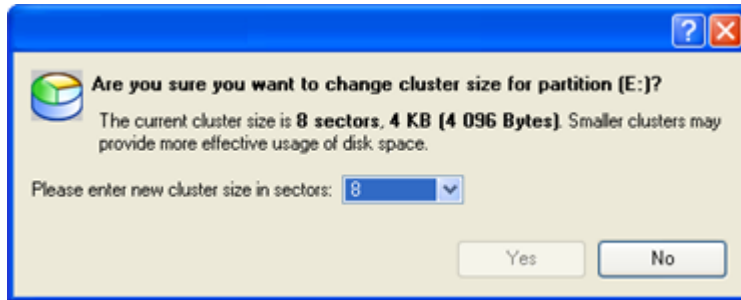 ?
Are you sure you want to change cluster size for partition (E:)?
The current cluster size is 8 sectors, 4 KB (4 096 Bytes). Smaller clusters may
provide more effective usage of disk space.
Please enter new cluster size in sectors: 8
Yes No